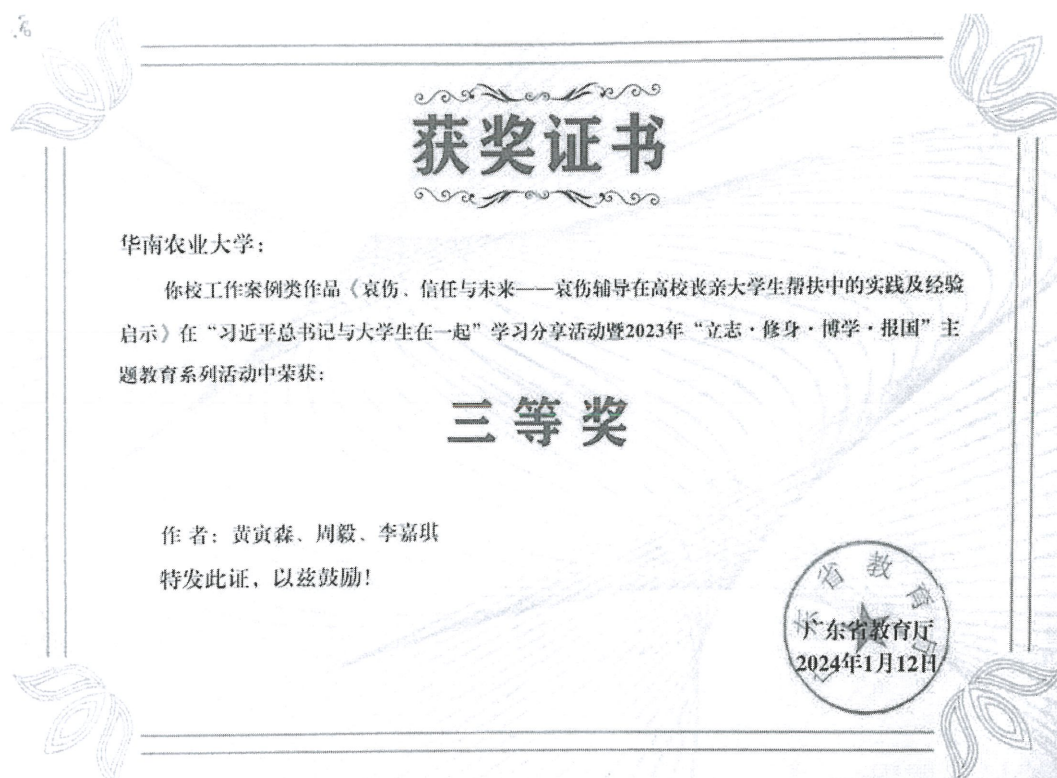 获奖证书
华南农业大学：
你校工作案例类作品《哀伤、信任与未来——哀伤辅导在高校丧亲大学生帮扶中的实践及经验
启示》在“习近平总书记与大学生在一起”学习分享活动暨2023年“立志·修身·博学·报国”主
题教育系列活动中荣获：
三等奖
作 者：黄寅森、周毅、李嘉琪
特发此证，以兹鼓励！
广东省教育厅
广东省教育厅
2024年1月12日